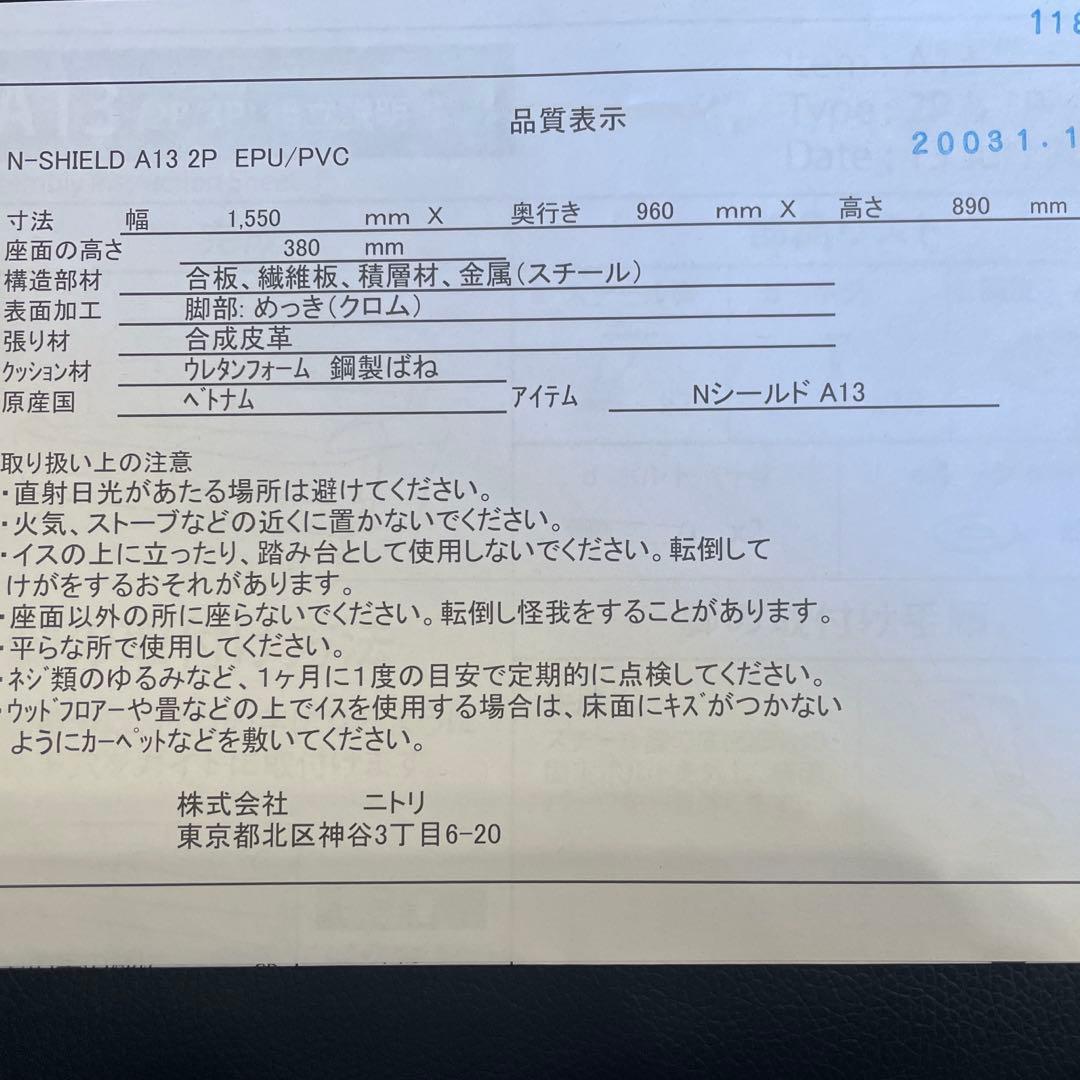 118
品質表示
N-SHIELD A13 2P EPU/PVC
20031.1
寸法 幅 1,550 mm X 奥行き 960 mm X 高さ 890 mm
座面の高さ 380 mm
構造部材 合板、繊維板、積層材、金属(スチール)
表面加工 脚部: めっき(クロム)
張り材 合成皮革
クッション材 ウレタンフォーム 鋼製ばね
原産国 ベトナム アイテム Nシールド A13
取り扱い上の注意
・直射日光があたる場所は避けてください。
・火気、ストーブなどの近くに置かないでください。
・イスの上に立ったり、踏み台として使用しないでください。転倒して
けがをするおそれがあります。
・座面以外の所に座らないでください。転倒し怪我をすることがあります。
・平らな所で使用してください。
・ネジ類のゆるみなど、1ヶ月に1度の目安で定期的に点検してください。
・ウッドフロアーや畳などの上でイスを使用する場合は、床面にキズがつかない
ようにカーペットなどを敷いてください。
株式会社 ニトリ
東京都北区神谷3丁目6-20